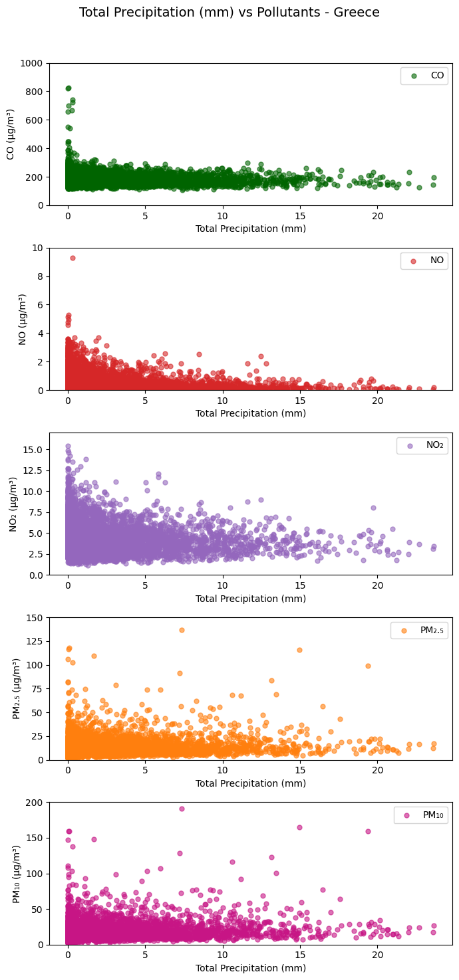 Total Precipitation (mm) vs Pollutants - Greece
1000
800
600
400
200
0
CO (µg/m³)
CO
0 5 10 15 20
Total Precipitation (mm)
10
8
6
4
2
0
NO (µg/m³)
NO
0 5 10 15 20
Total Precipitation (mm)
15.0
12.5
10.0
7.5
5.0
2.5
0.0
NO₂ (µg/m³)
NO₂
0 5 10 15 20
Total Precipitation (mm)
150
125
100
75
50
25
0
PM₂.₅ (µg/m³)
PM₂.₅
0 5 10 15 20
Total Precipitation (mm)
200
150
100
50
0
PM₁₀ (µg/m³)
PM₁₀
0 5 10 15 20
Total Precipitation (mm)